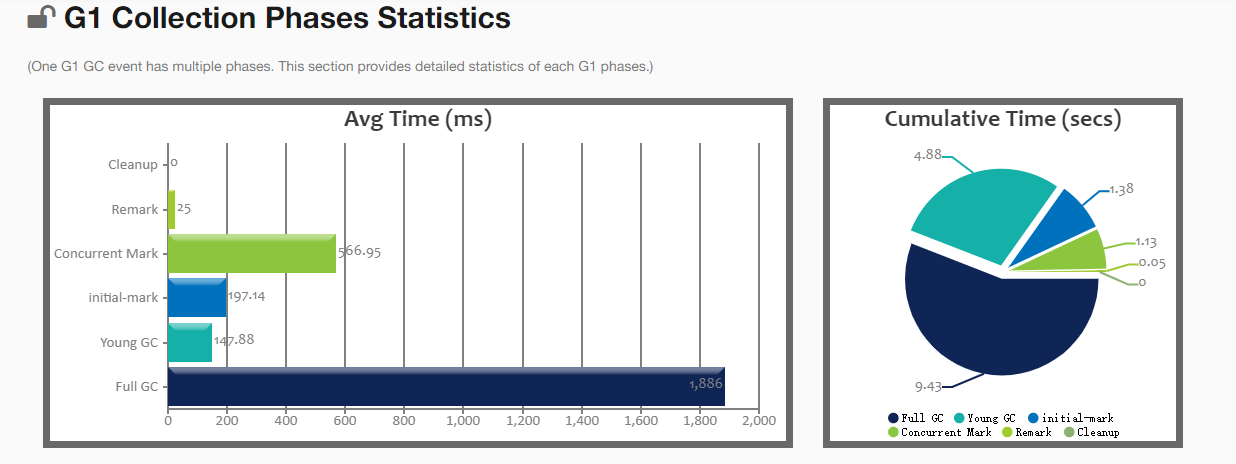 G1 Collection Phases Statistics
(One G1 GC event has multiple phases. This section provides detailed statistics of each G1 phases.)
Avg Time (ms)
Cleanup
0
Remark
25
Concurrent Mark
566.95
initial-mark
197.14
Young GC
147.88
Full GC
1,886
0 200 400 600 800 1,000 1,200 1,400 1,600 1,800 2,000
Cumulative Time (secs)
4.88
1.38
1.13
0.05
0
9.43
Full GC Young GC initial-mark
Concurrent Mark Remark Cleanup